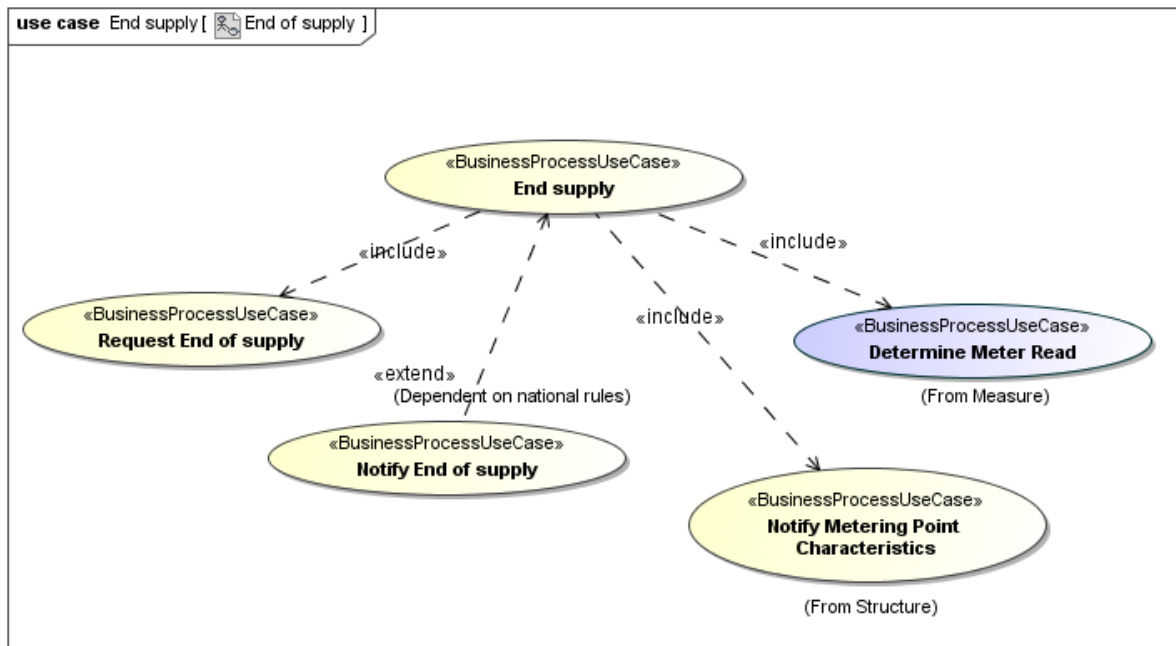 use case End supply [ End of supply ]
«BusinessProcessUseCase»
End supply
«include»
«include»
«BusinessProcessUseCase»
Request End of supply
«include»
«BusinessProcessUseCase»
Determine Meter Read
(From Measure)
«extend»
(Dependent on national rules)
«BusinessProcessUseCase»
Notify End of supply
«BusinessProcessUseCase»
Notify Metering Point
Characteristics
(From Structure)